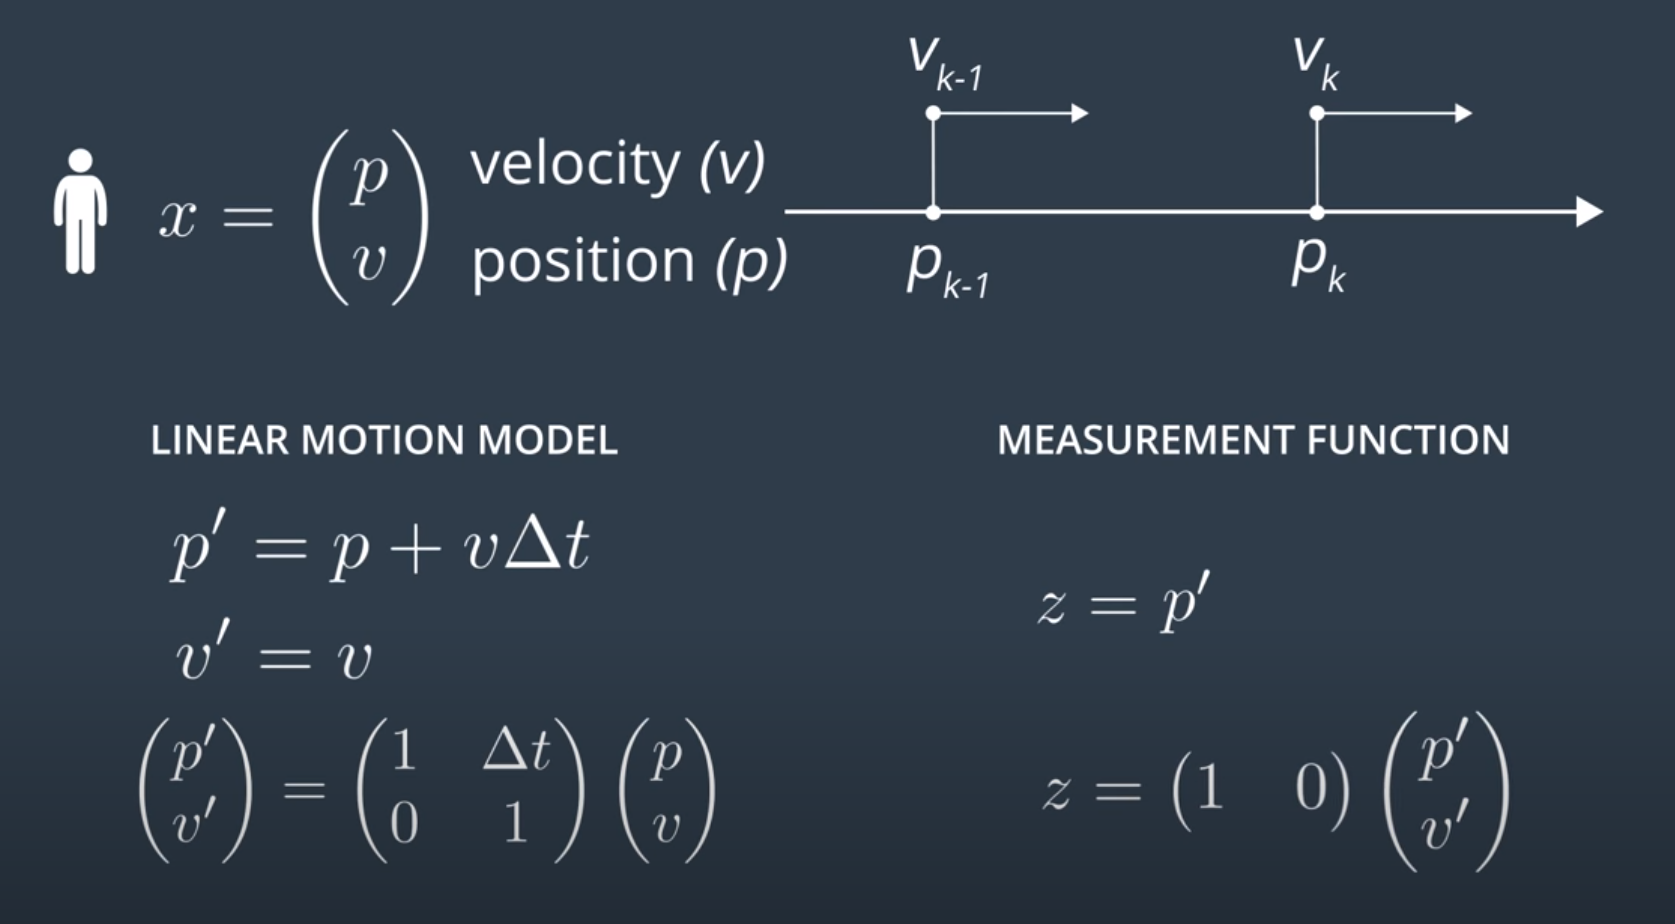 v_{k-1} v_k
x = \begin{pmatrix} p \\ v \end{pmatrix}
velocity (v)
position (p)
p_{k-1} p_k
LINEAR MOTION MODEL
p' = p + vΔt
v' = v
\begin{pmatrix} p' \\ v' \end{pmatrix} = \begin{pmatrix} 1 & Δt \\ 0 & 1 \end{pmatrix} \begin{pmatrix} p \\ v \end{pmatrix}
MEASUREMENT FUNCTION
z = p'
z = \begin{pmatrix} 1 & 0 \end{pmatrix} \begin{pmatrix} p' \\ v' \end{pmatrix}